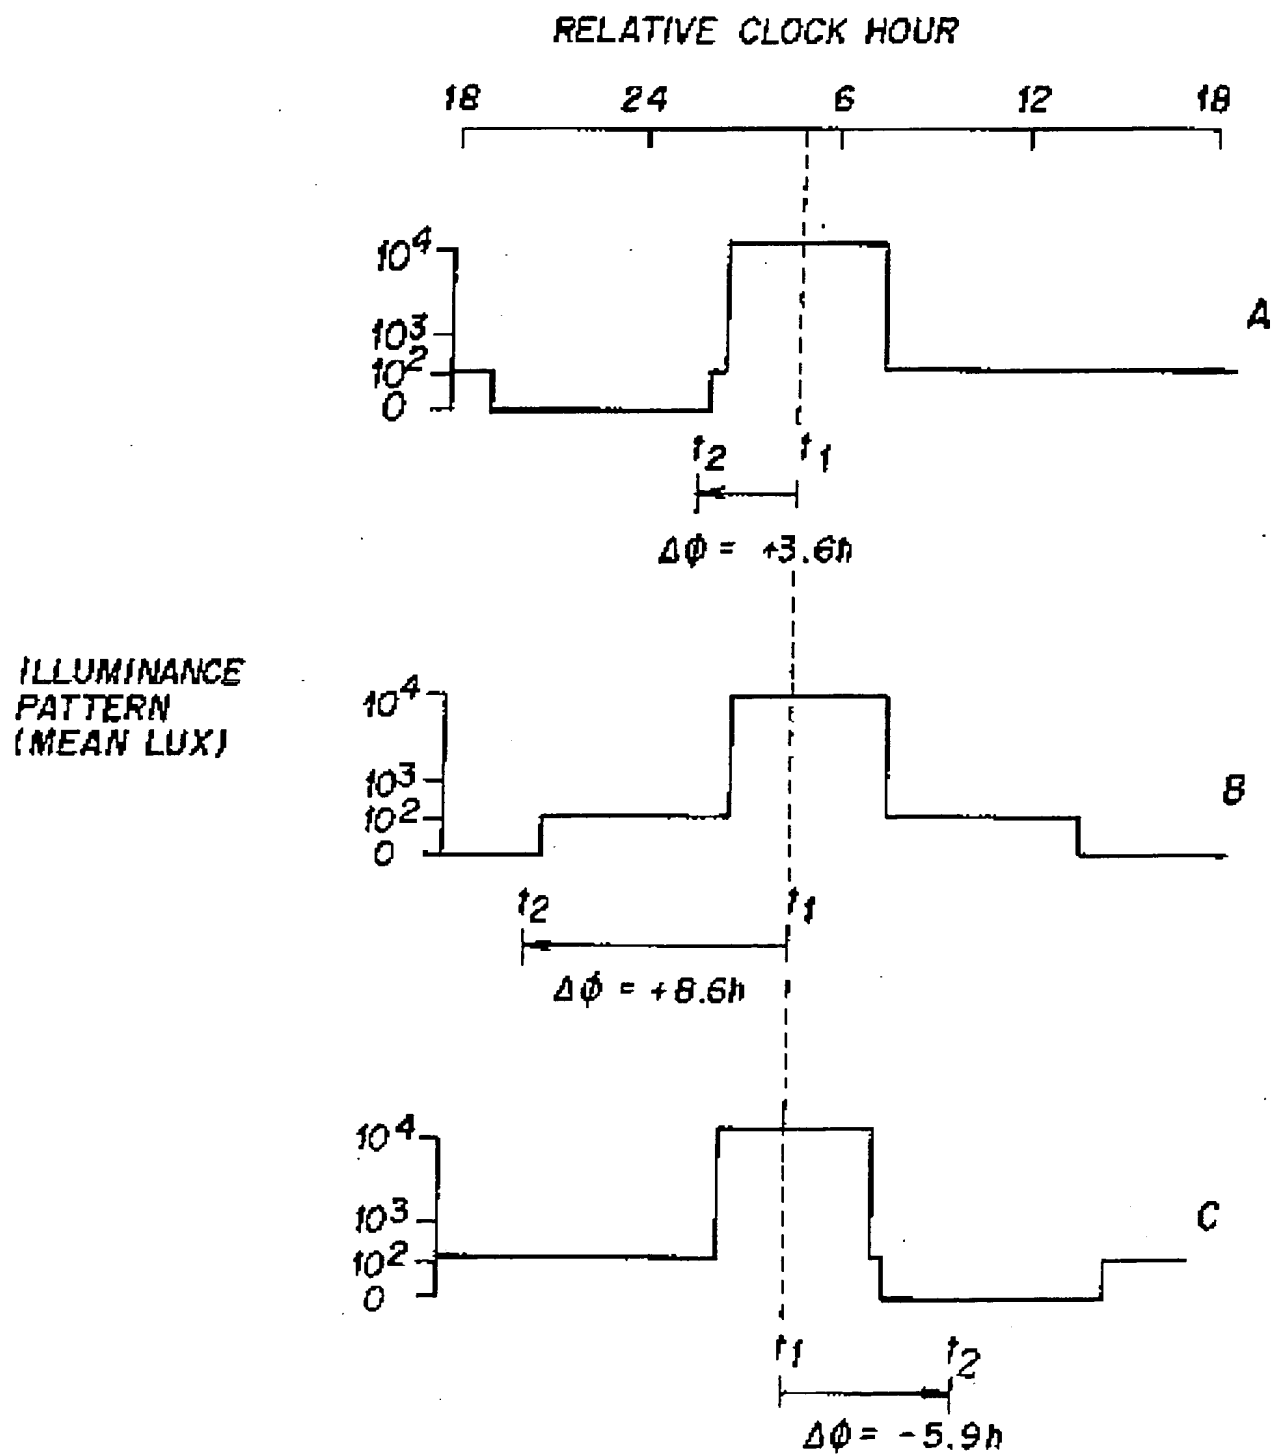 RELATIVE CLOCK HOUR
18 24 6 12 18
10⁴
10³
10²
0
A
t₂ t₁
Δϕ = +3.6h
ILLUMINANCE
PATTERN
(MEAN LUX)
10⁴
10³
10²
0
B
t₂ t₁
Δϕ = +8.6h
10⁴
10³
10²
0
C
t₁ t₂
Δϕ = -5.9h